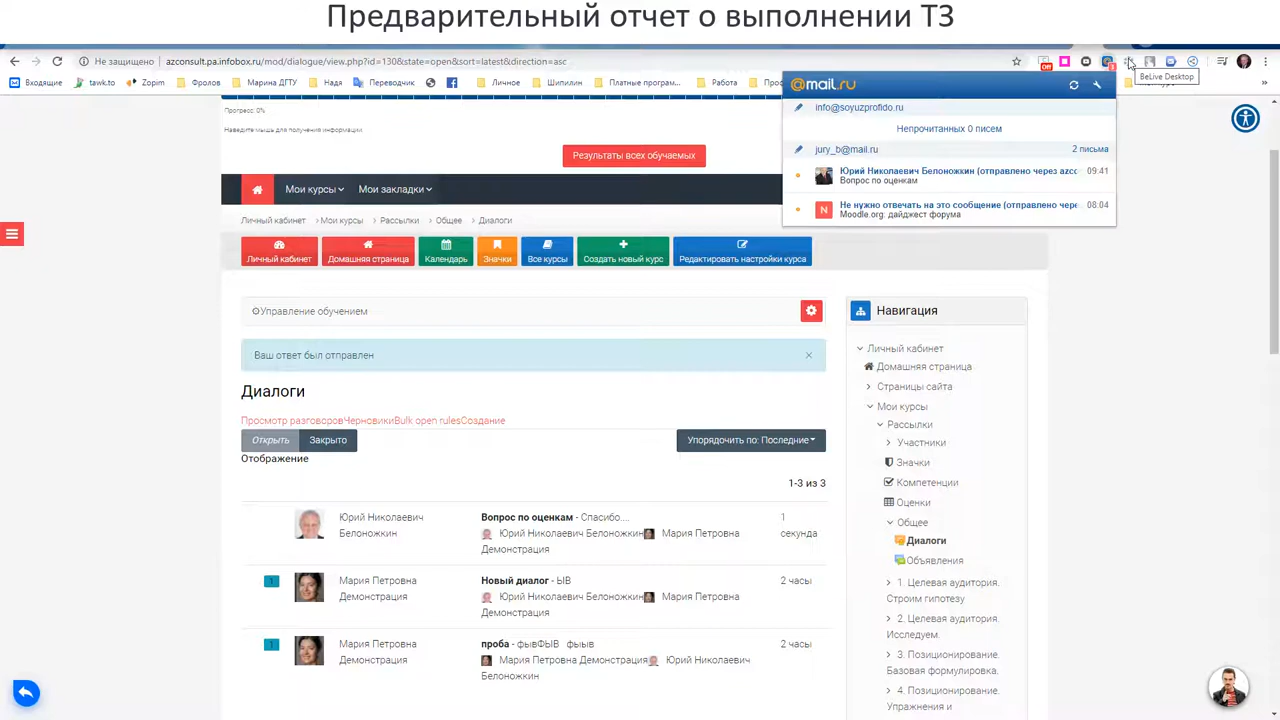 Предварительный отчет о выполнении ТЗ
Не защищено azconsult.pa.infobox.ru/mod/dialogue/view.php?id=130&state=open&sort=latest&direction=asc
Off
Входящие tawk.to Zopim Фролов Марина ДГТУ Надя Переводчик Личное Шипилин Платные програм... Работа
BeLive Desktop
@mail.ru
info@soyuzprofido.ru
Непрочитанных 0 писем
jury_b@mail.ru 2 письма
Юрий Николаевич Белоножкин (отправлено через azcc 09:41
Вопрос по оценкам
N Не нужно отвечать на это сообщение (отправлено чере 08:04
Moodle.org: дайджест форума
Прогресс: 0%
Наведите мышь для получения информации.
Результаты всех обучаемых
Мои курсы Мои закладки
Личный кабинет Мои курсы Рассылки Общее Диалоги
Личный кабинет Домашняя страница Календарь Значки Все курсы Создать новый курс Редактировать настройки курса
Управление обучением
Ваш ответ был отправлен ×
Диалоги
Просмотр разговоровЧерновикиBulk open rulesСоздание
Открыть Закрыто Упорядочить по: Последние
Отображение
1-3 из 3
Юрий Николаевич Вопрос по оценкам - Спасибо.... 1
Белоножкин Юрий Николаевич Белоножкин Мария Петровна секунда
Демонстрация
1 Мария Петровна Новый диалог - ЫВ 2 часы
Демонстрация Юрий Николаевич Белоножкин Мария Петровна
Демонстрация
1 Мария Петровна проба - фывФЫВ фыыв 2 часы
Демонстрация Мария Петровна Демонстрация Юрий Николаевич
Белоножкин
Навигация
Личный кабинет
Домашняя страница
Страницы сайта
Мои курсы
Рассылки
Участники
Значки
Компетенции
Оценки
Общее
Диалоги
Объявления
1. Целевая аудитория.
Строим гипотезу
2. Целевая аудитория.
Исследуем.
3. Позиционирование.
Базовая формулировка.
4. Позиционирование.
Упражнения и